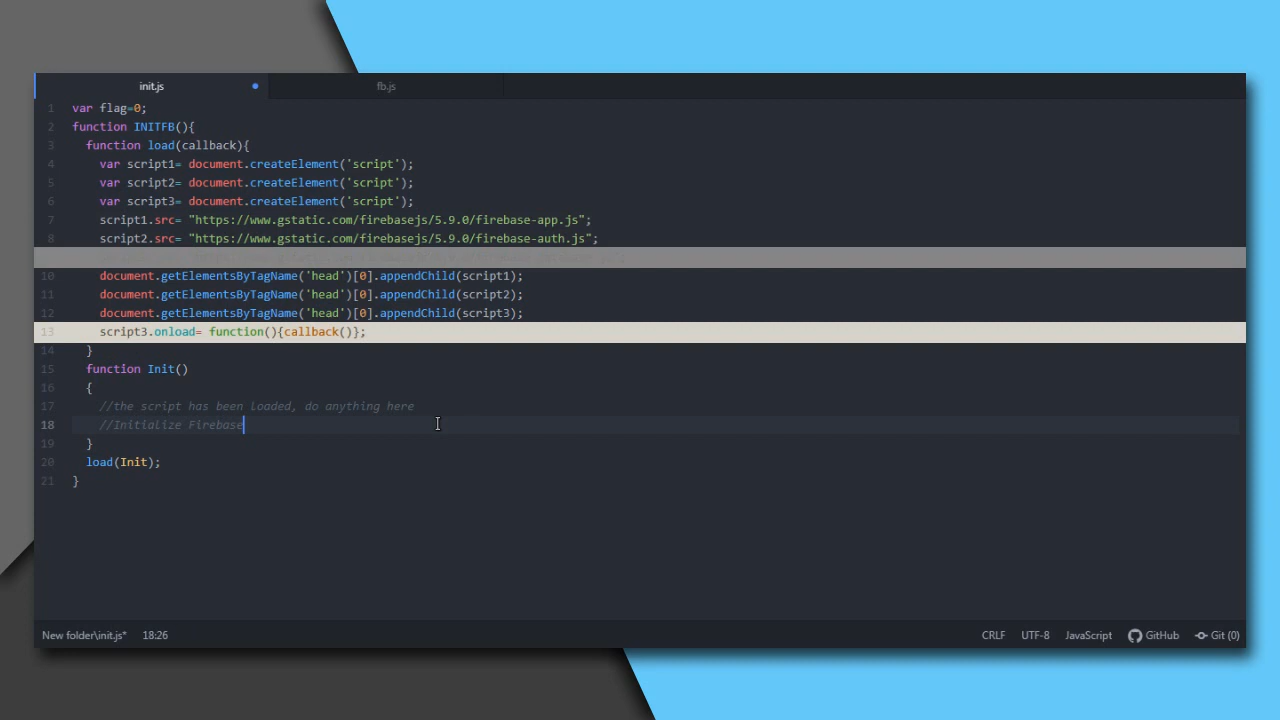 init.js
fb.js
1 var flag=0;
2 function INITFB(){
3 function load(callback){
4 var script1= document.createElement('script');
5 var script2= document.createElement('script');
6 var script3= document.createElement('script');
7 script1.src= "https://www.gstatic.com/firebasejs/5.9.0/firebase-app.js";
8 script2.src= "https://www.gstatic.com/firebasejs/5.9.0/firebase-auth.js";
10 document.getElementsByTagName('head')[0].appendChild(script1);
11 document.getElementsByTagName('head')[0].appendChild(script2);
12 document.getElementsByTagName('head')[0].appendChild(script3);
13 script3.onload= function(){callback()};
14 }
15 function Init()
16 {
17 //the script has been loaded, do anything here
18 //Initialize Firebase
19 }
20 load(Init);
21 }
New folder\init.js* 18:26 CRLF UTF-8 JavaScript GitHub Git (0)